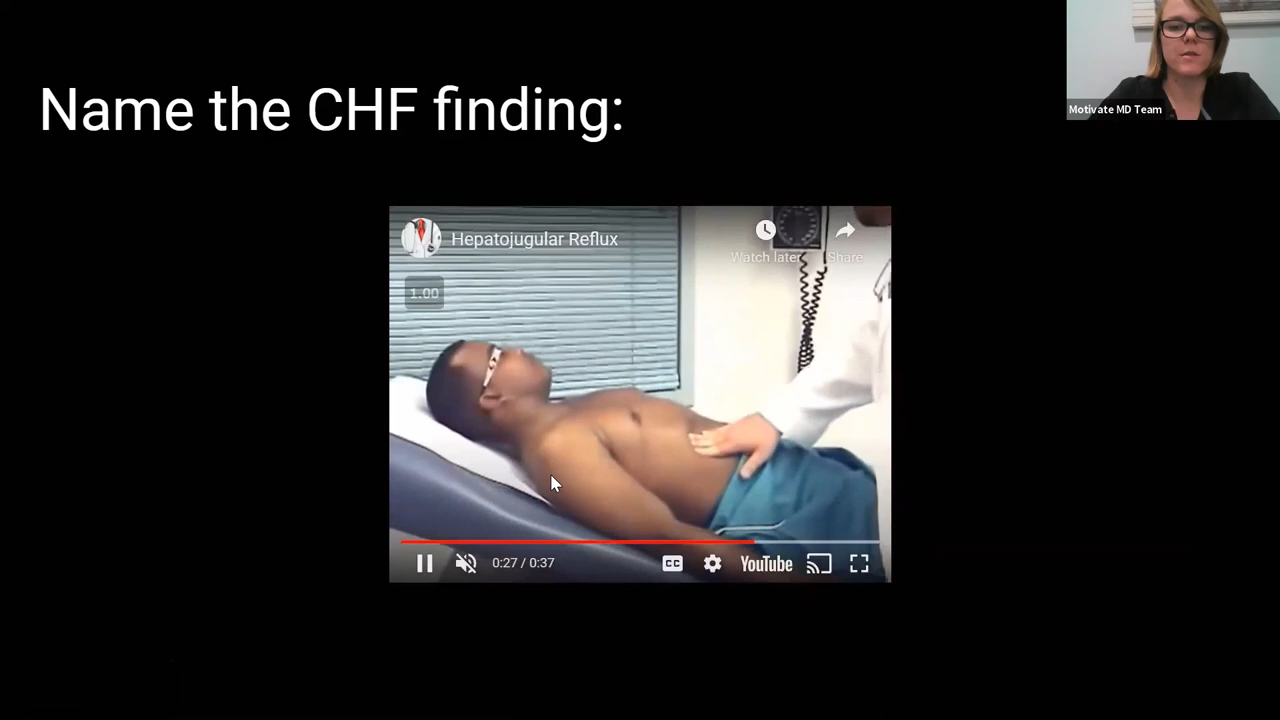 Name the CHF finding:
Motivate MD Team
Hepatojugular Reflux
Watch later
Share
1.00
0:27 / 0:37
CC
YouTube